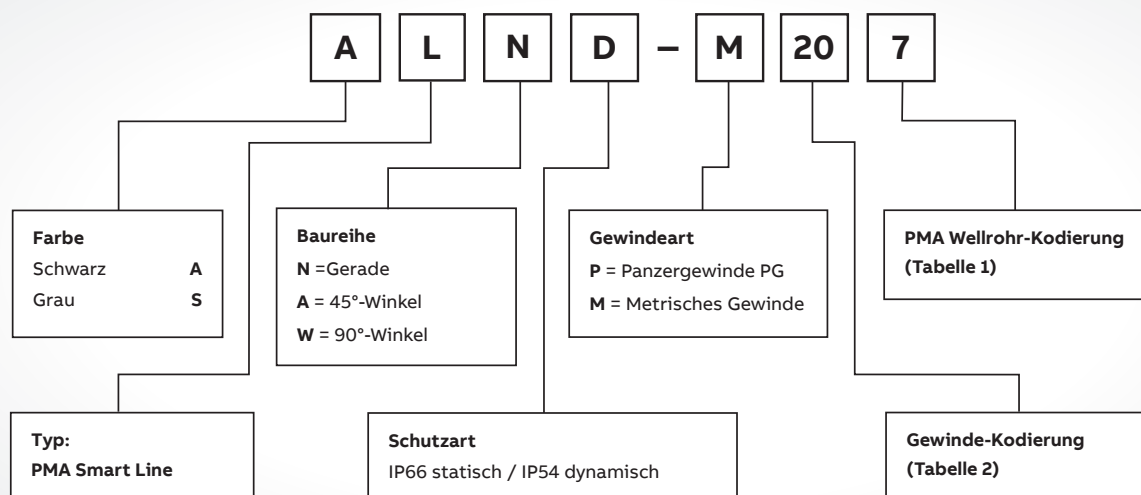 A L N D – M 20 7
Farbe
Schwarz A
Grau S
Baureihe
N =Gerade
A = 45°-Winkel
W = 90°-Winkel
Gewindeart
P = Panzergewinde PG
M = Metrisches Gewinde
PMA Wellrohr-Kodierung
(Tabelle 1)
Typ:
PMA Smart Line
Schutzart
IP66 statisch / IP54 dynamisch
Gewinde-Kodierung
(Tabelle 2)